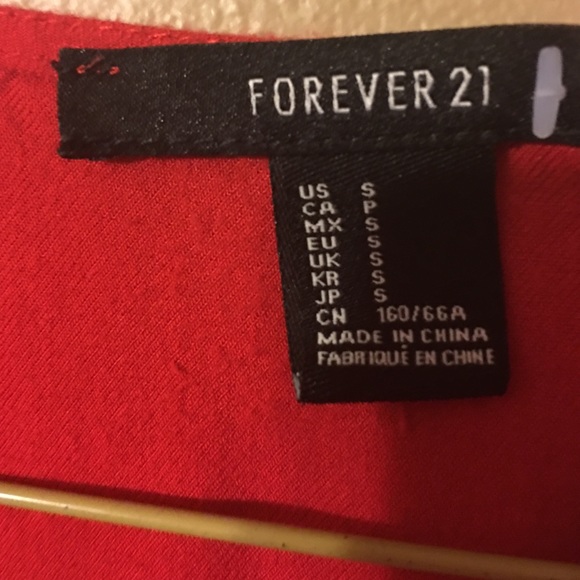 FOREVER 21
US S
CA P
MX S
EU S
UK S
KR S
JP S
CN 160/66A
MADE IN CHINA
FABRIQUÉ EN CHINE